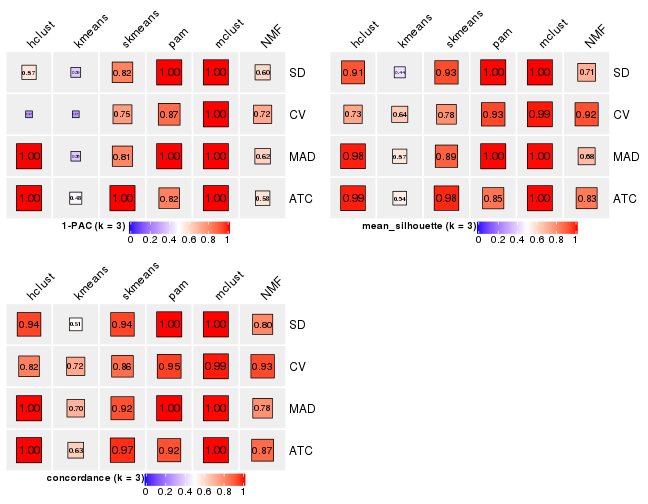 hclust kmeans skmeans pam mclust NMF
0.57 0.82 1.00 1.00 0.60 SD
0.75 0.87 1.00 0.72 CV
1.00 0.81 1.00 1.00 0.62 MAD
1.00 0.48 1.00 0.82 1.00 0.58 ATC
1-PAC (k = 3)
0 0.2 0.4 0.6 0.8 1
hclust kmeans skmeans pam mclust NMF
0.91 0.44 0.93 1.00 1.00 0.71 SD
0.73 0.64 0.78 0.93 0.99 0.92 CV
0.98 0.57 0.89 1.00 1.00 0.68 MAD
0.99 0.54 0.98 0.85 1.00 0.83 ATC
mean_silhouette (k = 3)
0 0.2 0.4 0.6 0.8 1
hclust kmeans skmeans pam mclust NMF
0.94 0.51 0.94 1.00 1.00 0.80 SD
0.82 0.72 0.86 0.95 0.99 0.93 CV
1.00 0.70 0.92 1.00 1.00 0.78 MAD
1.00 0.63 0.97 0.92 1.00 0.87 ATC
concordance (k = 3)
0 0.2 0.4 0.6 0.8 1